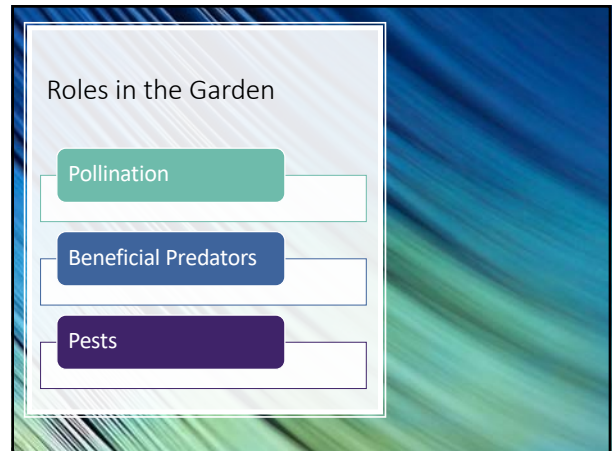 Roles in the Garden
Pollination
Beneficial Predators
Pests